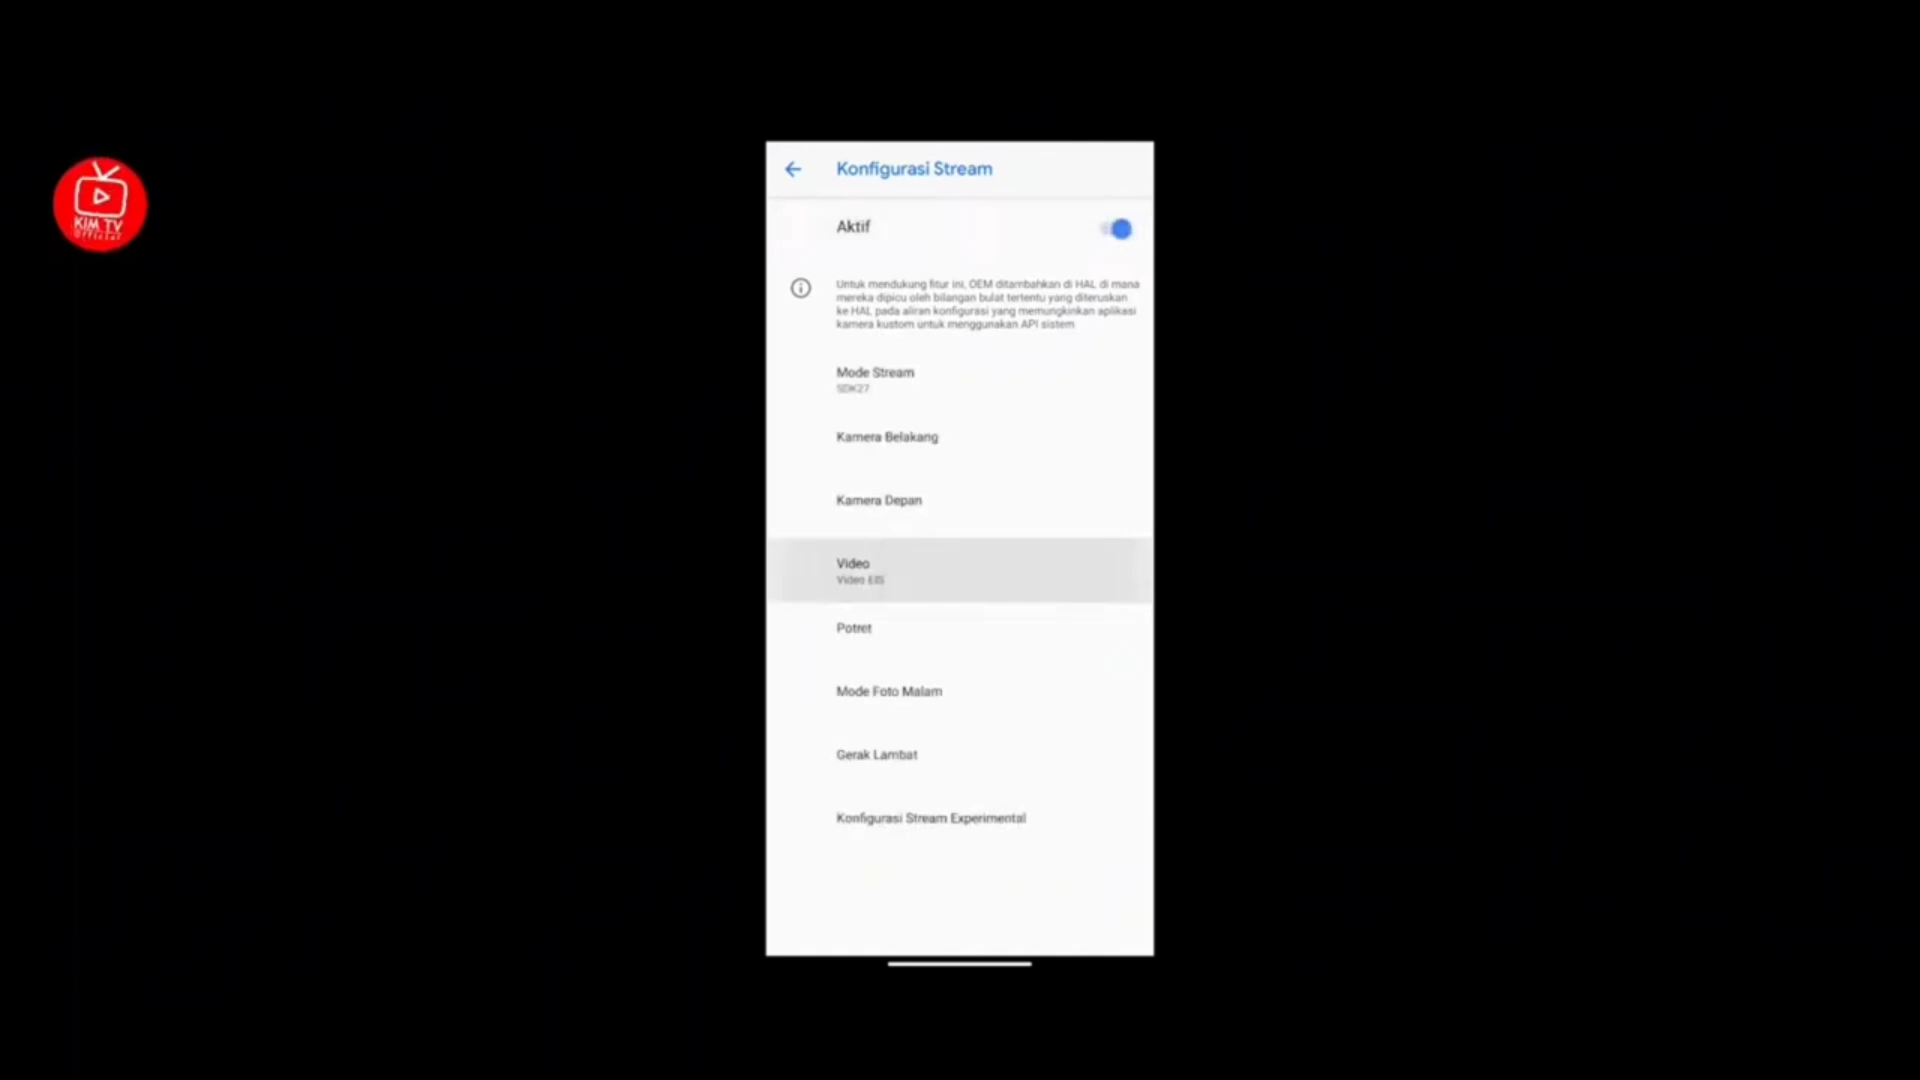 KIM TV
Official
Konfigurasi Stream
Aktif
Untuk mendukung fitur ini, OEM ditambahkan di HAL di mana
mereka dipicu oleh bilangan bulat tertentu yang diteruskan
ke HAL pada aliran konfigurasi yang memungkinkan aplikasi
kamera kustom untuk menggunakan API sistem
Mode Stream
SDK27
Kamera Belakang
Kamera Depan
Video
Video EIS
Potret
Mode Foto Malam
Gerak Lambat
Konfigurasi Stream Experimental